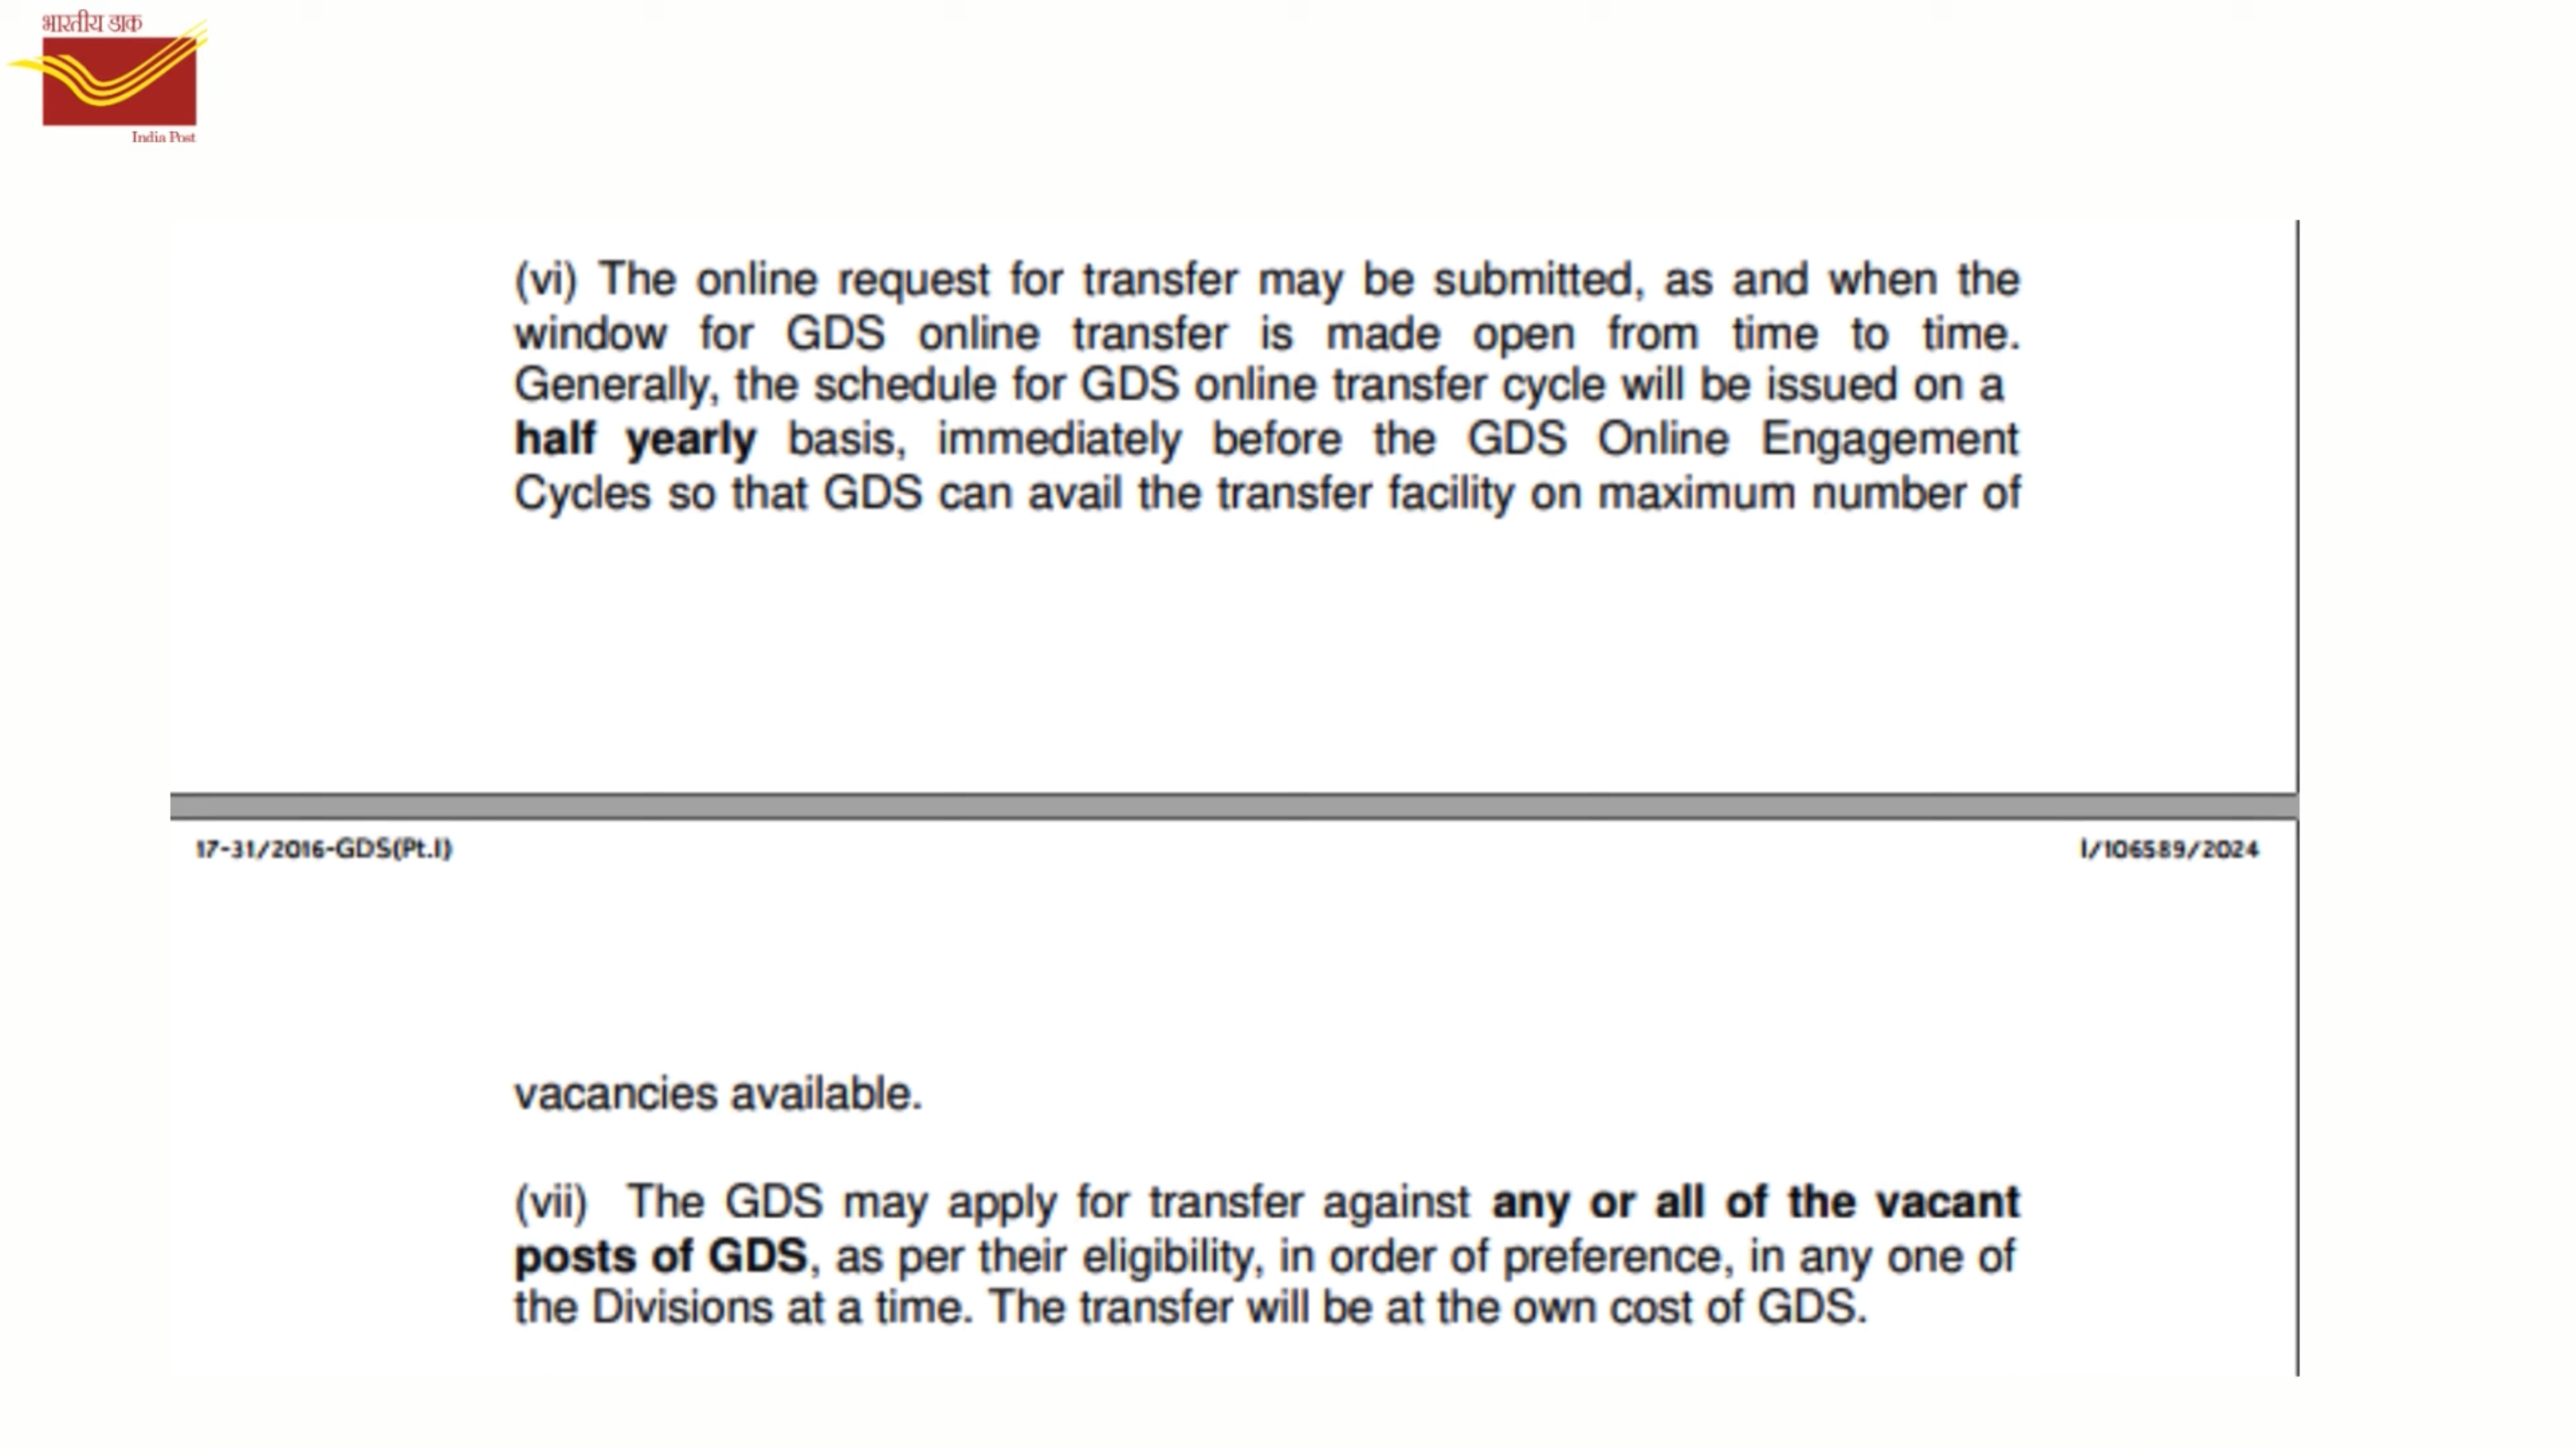 भारतीय डाक
India Post
(vi) The online request for transfer may be submitted, as and when the
window for GDS online transfer is made open from time to time.
Generally, the schedule for GDS online transfer cycle will be issued on a
half yearly basis, immediately before the GDS Online Engagement
Cycles so that GDS can avail the transfer facility on maximum number of
17-31/2016-GDS(Pt.I)
I/106589/2024
vacancies available.
(vii) The GDS may apply for transfer against any or all of the vacant
posts of GDS, as per their eligibility, in order of preference, in any one of
the Divisions at a time. The transfer will be at the own cost of GDS.